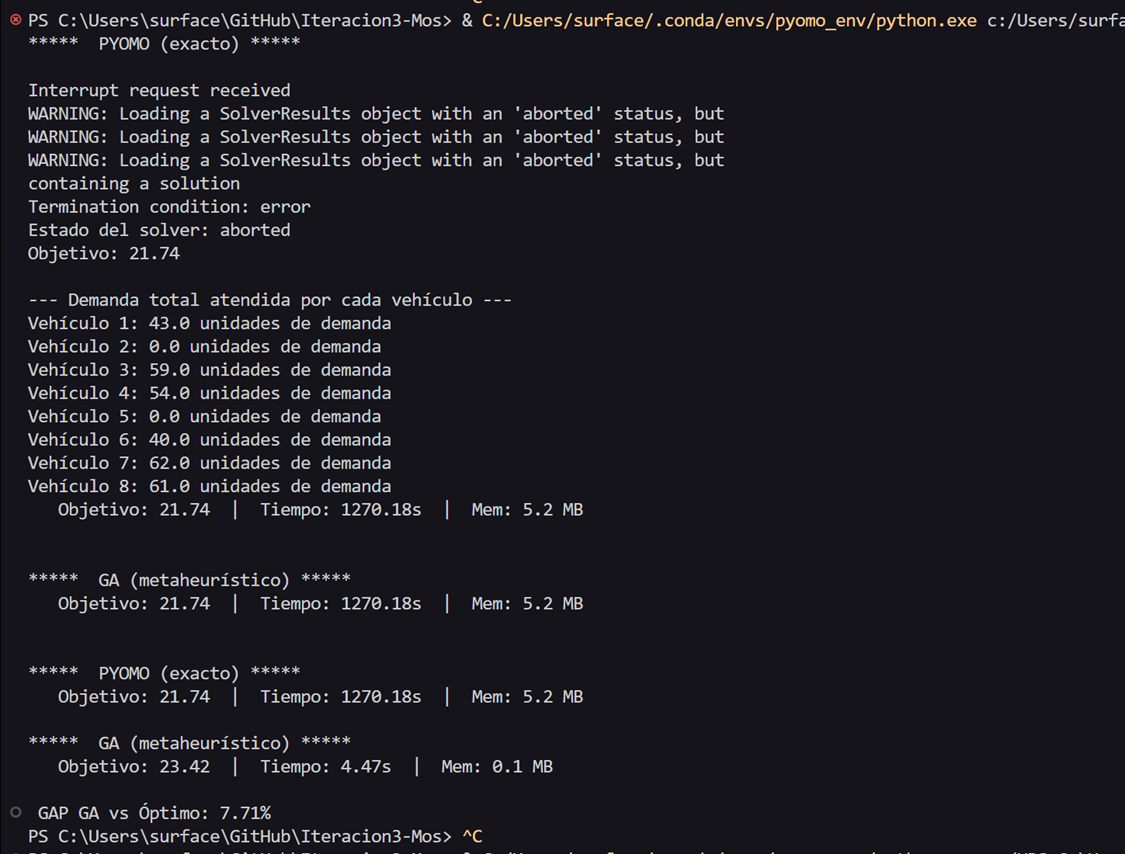 PS C:\Users\surface\GitHub\Iteracion3-Mos> & C:/Users/surface/.conda/envs/pyomo_env/python.exe c:/Users/surfa
***** PYOMO (exacto) *****
Interrupt request received
WARNING: Loading a SolverResults object with an 'aborted' status, but
WARNING: Loading a SolverResults object with an 'aborted' status, but
WARNING: Loading a SolverResults object with an 'aborted' status, but
containing a solution
Termination condition: error
Estado del solver: aborted
Objetivo: 21.74
--- Demanda total atendida por cada vehículo ---
Vehículo 1: 43.0 unidades de demanda
Vehículo 2: 0.0 unidades de demanda
Vehículo 3: 59.0 unidades de demanda
Vehículo 4: 54.0 unidades de demanda
Vehículo 5: 0.0 unidades de demanda
Vehículo 6: 40.0 unidades de demanda
Vehículo 7: 62.0 unidades de demanda
Vehículo 8: 61.0 unidades de demanda
Objetivo: 21.74 | Tiempo: 1270.18s | Mem: 5.2 MB
***** GA (metaheurístico) *****
Objetivo: 21.74 | Tiempo: 1270.18s | Mem: 5.2 MB
***** PYOMO (exacto) *****
Objetivo: 21.74 | Tiempo: 1270.18s | Mem: 5.2 MB
***** GA (metaheurístico) *****
Objetivo: 23.42 | Tiempo: 4.47s | Mem: 0.1 MB
GAP GA vs Óptimo: 7.71%
PS C:\Users\surface\GitHub\Iteracion3-Mos> ^C